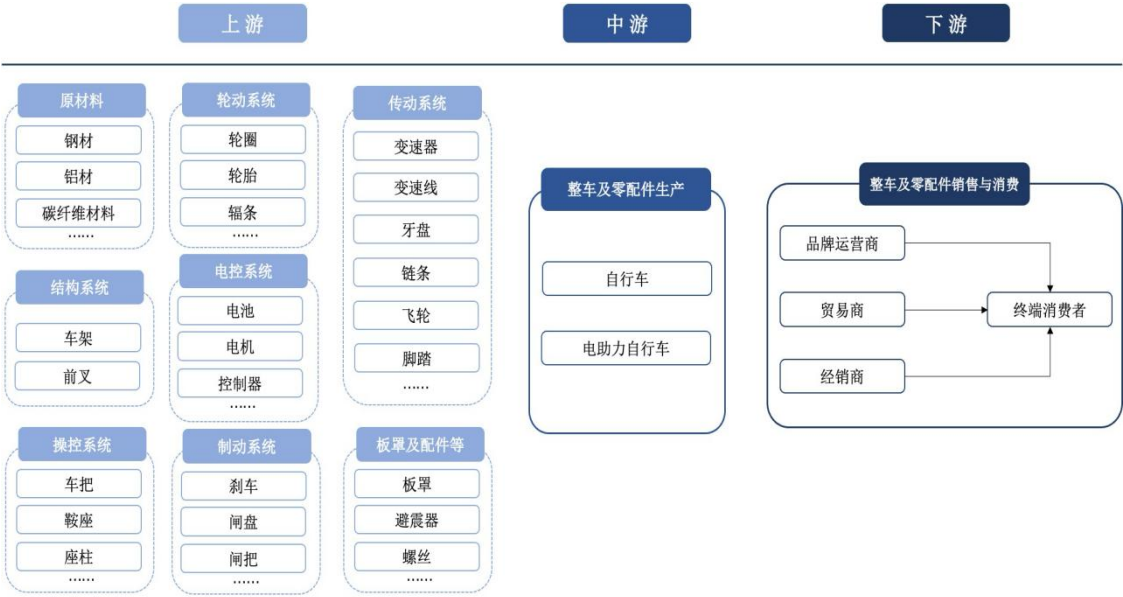 上游
中游
下游
原材料
钢材
铝材
碳纤维材料
……
轮动系统
轮圈
轮胎
辐条
……
传动系统
变速器
变速线
牙盘
链条
飞轮
脚踏
……
结构系统
车架
前叉
电控系统
电池
电机
控制器
……
操控系统
车把
鞍座
座柱
……
制动系统
刹车
闸盘
闸把
……
板罩及配件等
板罩
避震器
螺丝
……
整车及零配件生产
自行车
电助力自行车
整车及零配件销售与消费
品牌运营商
贸易商
经销商
终端消费者